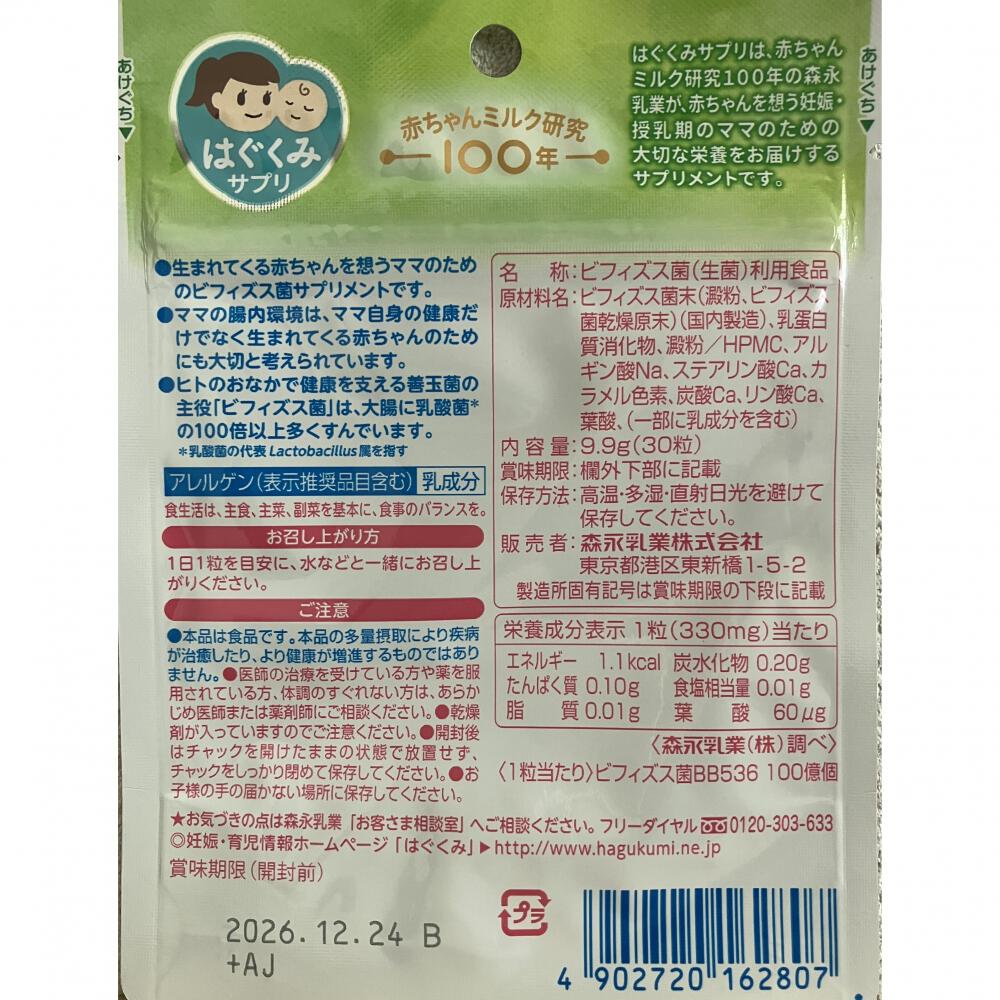 あけぐち▼
はぐくみ
サプリ
赤ちゃんミルク研究
100年
はぐくみサプリは、赤ちゃん
ミルク研究100年の森永
乳業が、赤ちゃんを想う妊娠・
授乳期のママのための
大切な栄養をお届けする
サプリメントです。
あけぐち▼
●生まれてくる赤ちゃんを想うママのため
のビフィズス菌サプリメントです。
●ママの腸内環境は、ママ自身の健康だ
けでなく生まれてくる赤ちゃんのため
にも大切と考えられています。
●ヒトのおなかで健康を支える善玉菌の
主役「ビフィズス菌」は、大腸に乳酸菌*
の100倍以上多くすんでいます。
*乳酸菌の代表Lactobacillus属を指す
アレルゲン(表示推奨品目含む) 乳成分
食生活は、主食、主菜、副菜を基本に、食事のバランスを。
お召し上がり方
1日1粒を目安に、水などと一緒にお召し上
がりください。
ご注意
●本品は食品です。本品の多量摂取により疾病
が治癒したり、より健康が増進するものではあり
ません。●医師の治療を受けている方や薬を服
用されている方、体調のすぐれない方は、あらか
じめ医師または薬剤師にご相談ください。●乾燥
剤が入っていますのでご注意ください。●開封後
はチャックを開けたままの状態で放置せず、
チャックをしっかり閉めて保存してください。●お
子様の手の届かない場所に保存してください。
名 称:ビフィズス菌(生菌)利用食品
原材料名:ビフィズス菌末(澱粉、ビフィズス
菌乾燥原末)(国内製造)、乳蛋白
質消化物、澱粉/HPMC、アル
ギン酸Na、ステアリン酸Ca、カ
ラメル色素、炭酸Ca、リン酸Ca、
葉酸、(一部に乳成分を含む)
内容量:9.9g(30粒)
賞味期限:欄外下部に記載
保存方法:高温・多湿・直射日光を避けて
保存してください。
販売者:森永乳業株式会社
東京都港区東新橋1-5-2
製造所固有記号は賞味期限の下段に記載
栄養成分表示 1粒(330mg)当たり
エネルギー 1.1kcal 炭水化物 0.20g
たんぱく質 0.10g 食塩相当量 0.01g
脂 質 0.01g 葉 酸 60μg
〈森永乳業(株)調べ〉
〈1粒当たり〉ビフィズス菌BB536 100億個
★お気づきの点は森永乳業「お客さま相談室」へご相談ください。フリーダイヤル0120-303-633
◎妊娠・育児情報ホームページ「はぐくみ」▶http://www.hagukumi.ne.jp
賞味期限(開封前)
2026.12.24 B
+AJ
プラ
4 902720 162807